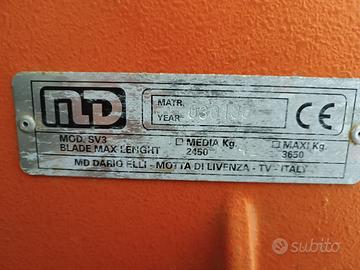 MD
MATR.
YEAR
CE
MOD. SV3
MEDIA Kg.
MAXI Kg.
BLADE MAX LENGHT
2450
3650
MD DARIO ELLI - MOTTA DI LIVENZA - TV - ITALY
subito